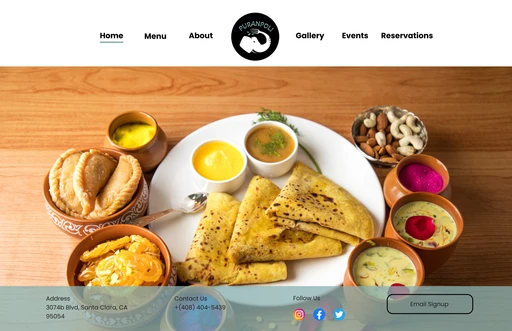 Home
Menu
About
PURANPOLI
Gallery
Events
Reservations
Address
3074b Blvd, Santa Clara, CA
95054
Contact Us
+(408) 404-5439
Follow Us
Email Signup